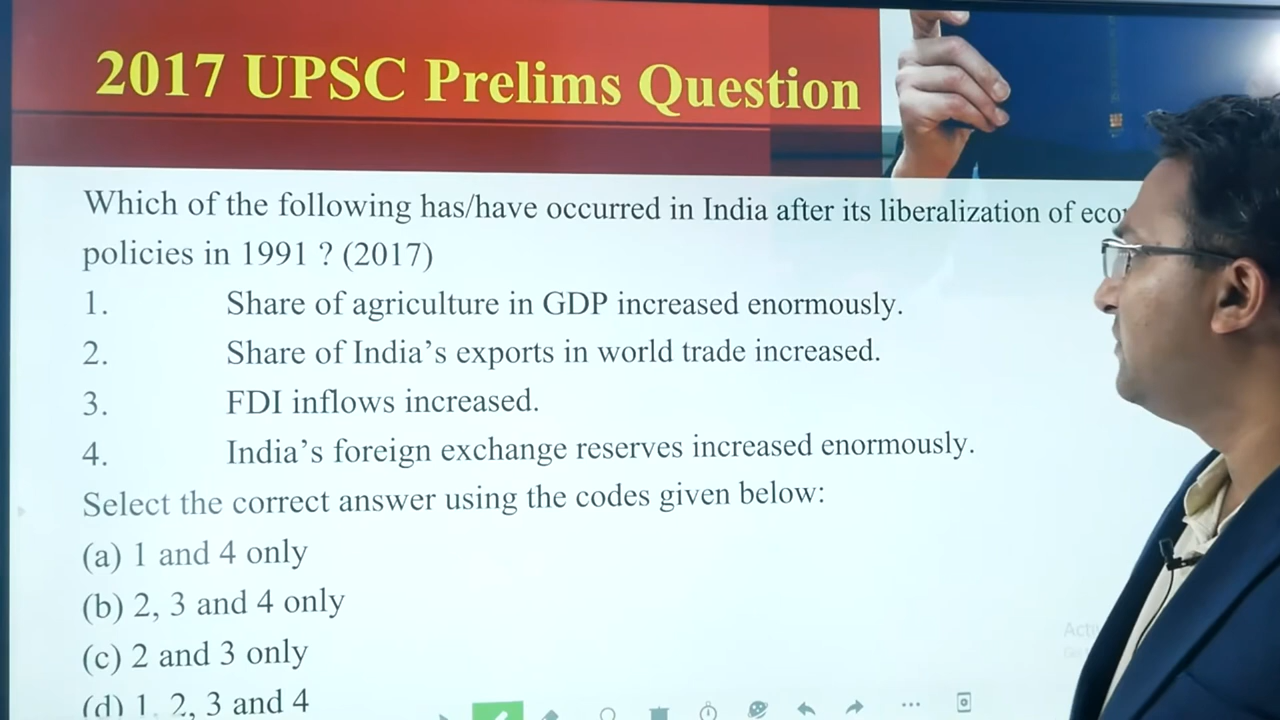 2017 UPSC Prelims Question
Which of the following has/have occurred in India after its liberalization of
policies in 1991 ? (2017)
1. Share of agriculture in GDP increased enormously.
2. Share of India’s exports in world trade increased.
3. FDI inflows increased.
4. India’s foreign exchange reserves increased enormously.
Select the correct answer using the codes given below:
(a) 1 and 4 only
(b) 2, 3 and 4 only
(c) 2 and 3 only
(d) 1, 2, 3 and 4